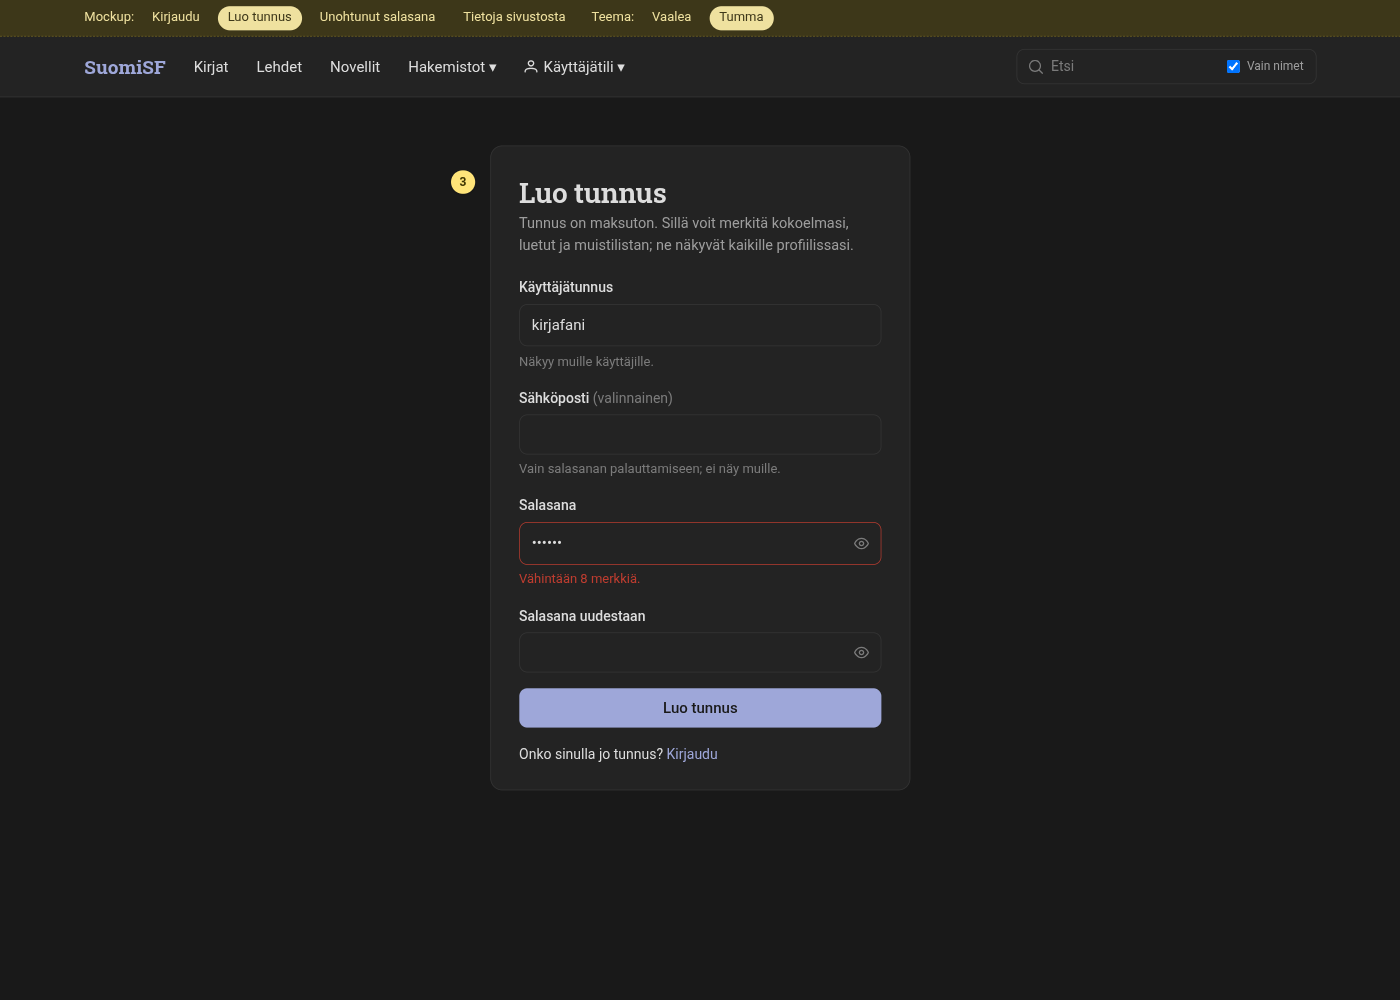 Mockup: Kirjaudu Luo tunnus Unohtunut salasana Tietoja sivustosta Teema: Vaalea Tumma
SuomiSF Kirjat Lehdet Novellit Hakemistot ▾ Käyttäjätili ▾ Etsi Vain nimet
3
Luo tunnus
Tunnus on maksuton. Sillä voit merkitä kokoelmasi,
luetut ja muistilistan; ne näkyvät kaikille profiilissasi.
Käyttäjätunnus
kirjafani
Näkyy muille käyttäjille.
Sähköposti (valinnainen)
Vain salasanan palauttamiseen; ei näy muille.
Salasana
••••••
Vähintään 8 merkkiä.
Salasana uudestaan
Luo tunnus
Onko sinulla jo tunnus? Kirjaudu